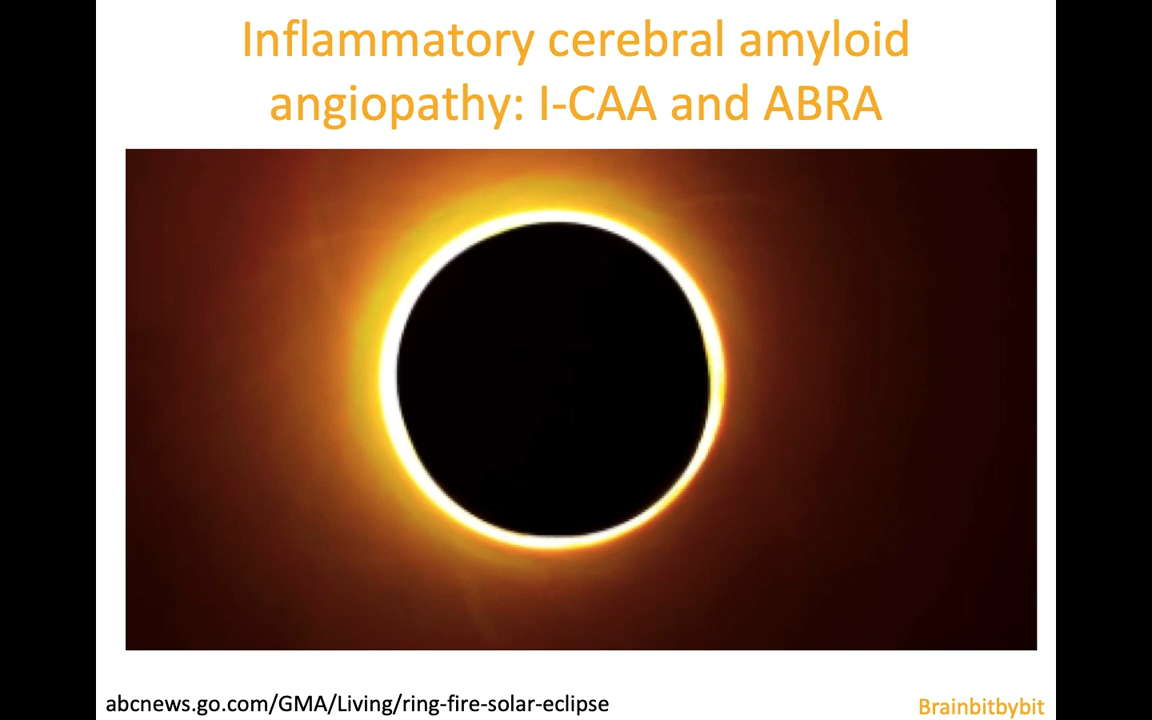 Inflammatory cerebral amyloid
angiopathy: I-CAA and ABRA
abcnews.go.com/GMA/Living/ring-fire-solar-eclipse
Brainbitbybit